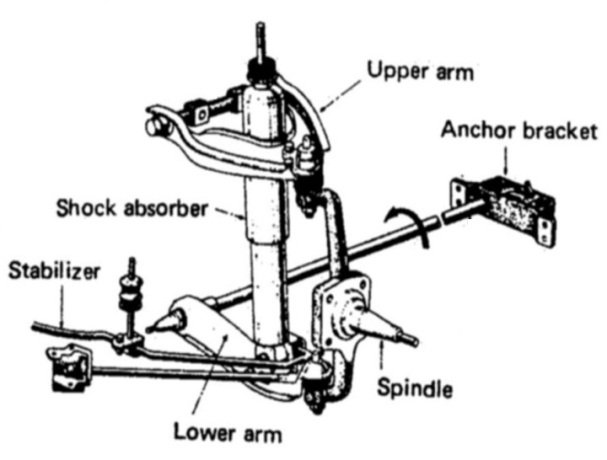 Upper arm
Anchor bracket
Shock absorber
Stabilizer
Spindle
Lower arm